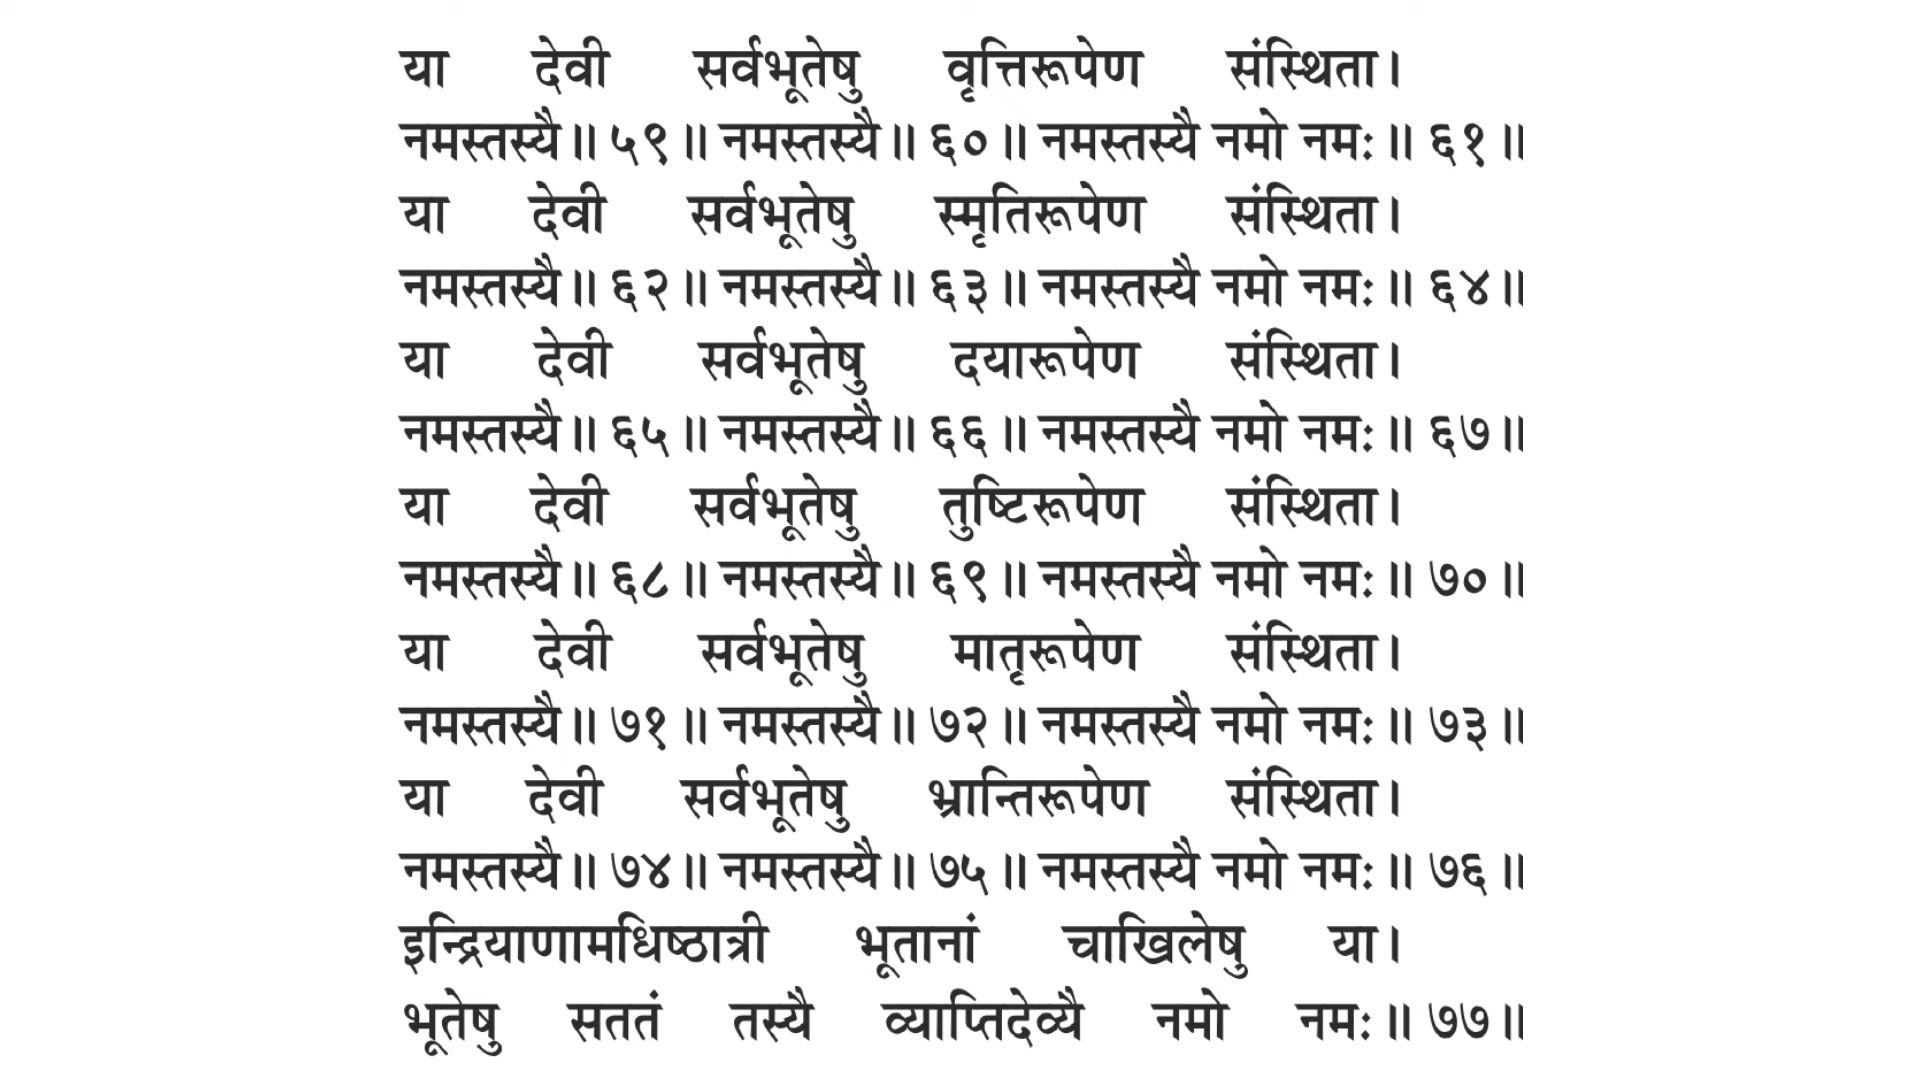 या देवी सर्वभूतेषु वृत्तिरूपेण संस्थिता।
नमस्तस्यै॥ ५९॥ नमस्तस्यै॥ ६०॥ नमस्तस्यै नमो नमः॥ ६१॥
या देवी सर्वभूतेषु स्मृतिरूपेण संस्थिता।
नमस्तस्यै॥ ६२॥ नमस्तस्यै॥ ६३॥ नमस्तस्यै नमो नमः॥ ६४॥
या देवी सर्वभूतेषु दयारूपेण संस्थिता।
नमस्तस्यै॥ ६५॥ नमस्तस्यै॥ ६६॥ नमस्तस्यै नमो नमः॥ ६७॥
या देवी सर्वभूतेषु तुष्टिरूपेण संस्थिता।
नमस्तस्यै॥ ६८॥ नमस्तस्यै॥ ६९॥ नमस्तस्यै नमो नमः॥ ७०॥
या देवी सर्वभूतेषु मातृरूपेण संस्थिता।
नमस्तस्यै॥ ७१॥ नमस्तस्यै॥ ७२॥ नमस्तस्यै नमो नमः॥ ७३॥
या देवी सर्वभूतेषु भ्रान्तिरूपेण संस्थिता।
नमस्तस्यै॥ ७४॥ नमस्तस्यै॥ ७५॥ नमस्तस्यै नमो नमः॥ ७६॥
इन्द्रियाणामधिष्ठात्री भूतानां चाखिलेषु या।
भूतेषु सततं तस्यै व्याप्तिदेव्यै नमो नमः॥ ७७॥